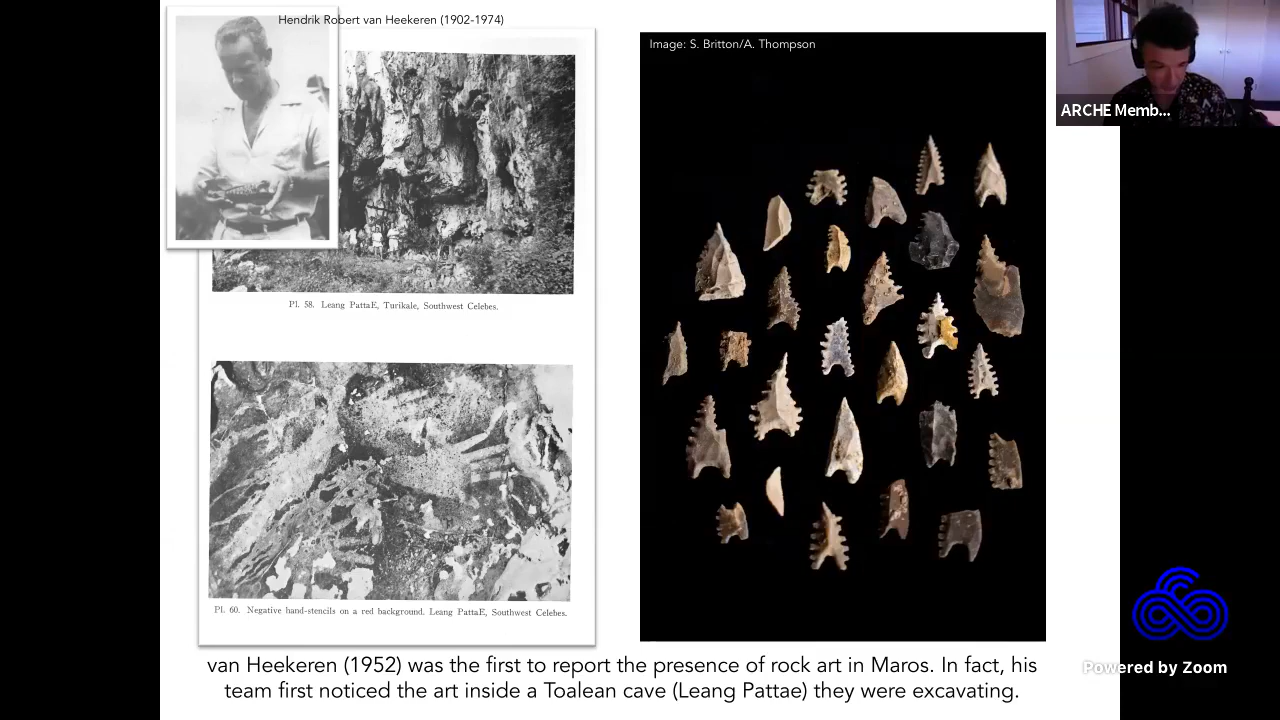 Hendrik Robert van Heekeren (1902-1974)
Image: S. Britton/A. Thompson
ARCHE Memb...
Pl. 58. Leang PattaE, Turikale, Southwest Celebes.
Pl. 60. Negative hand-stencils on a red background. Leang PattaE, Southwest Celebes.
Powered by Zoom
van Heekeren (1952) was the first to report the presence of rock art in Maros. In fact, his
team first noticed the art inside a Toalean cave (Leang Pattae) they were excavating.